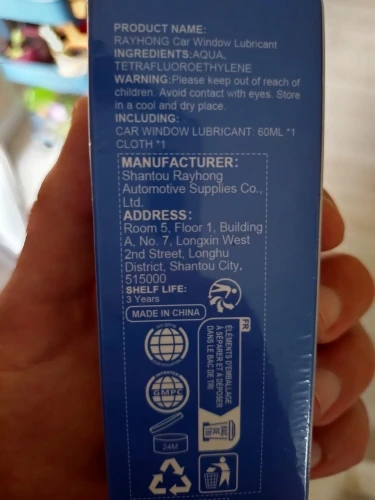 PRODUCT NAME:
RAYHONG Car Window Lubricant
INGREDIENTS:AQUA,
TETRAFLUOROETHYLENE
WARNING:Please keep out of reach of
children. Avoid contact with eyes. Store
in a cool and dry place.
INCLUDING:
CAR WINDOW LUBRICANT: 60ML *1
CLOTH *1
MANUFACTURER:
Shantou Rayhong
Automotive Supplies Co.,
Ltd.
ADDRESS:
Room 5, Floor 1, Building
A, No. 7, Longxin West
2nd Street, Longhu
District, Shantou City,
515000
SHELF LIFE:
3 Years
MADE IN CHINA
FR
ÉLÉMENTS D'EMBALLAGE
À SÉPARER ET À DÉPOSER
DANS LE BAC DE TRI
GMPC
24M